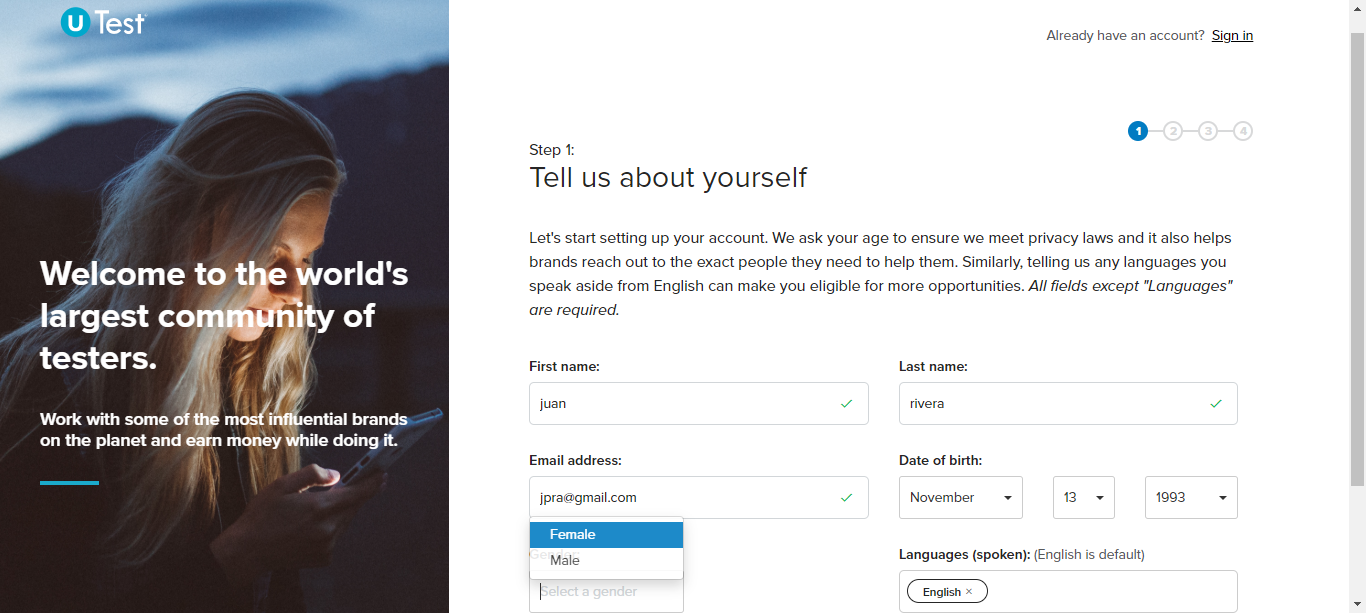 U Test
Already have an account? Sign in
1 2 3 4
Step 1:
Tell us about yourself
Let's start setting up your account. We ask your age to ensure we meet privacy laws and it also helps
brands reach out to the exact people they need to help them. Similarly, telling us any languages you
speak aside from English can make you eligible for more opportunities. All fields except "Languages"
are required.
Welcome to the world's
largest community of
testers.
Work with some of the most influential brands
on the planet and earn money while doing it.
First name:
Last name:
juan
rivera
Email address:
Date of birth:
jpra@gmail.com
November
13
1993
Female
Male
Select a gender
Languages (spoken): (English is default)
English ×